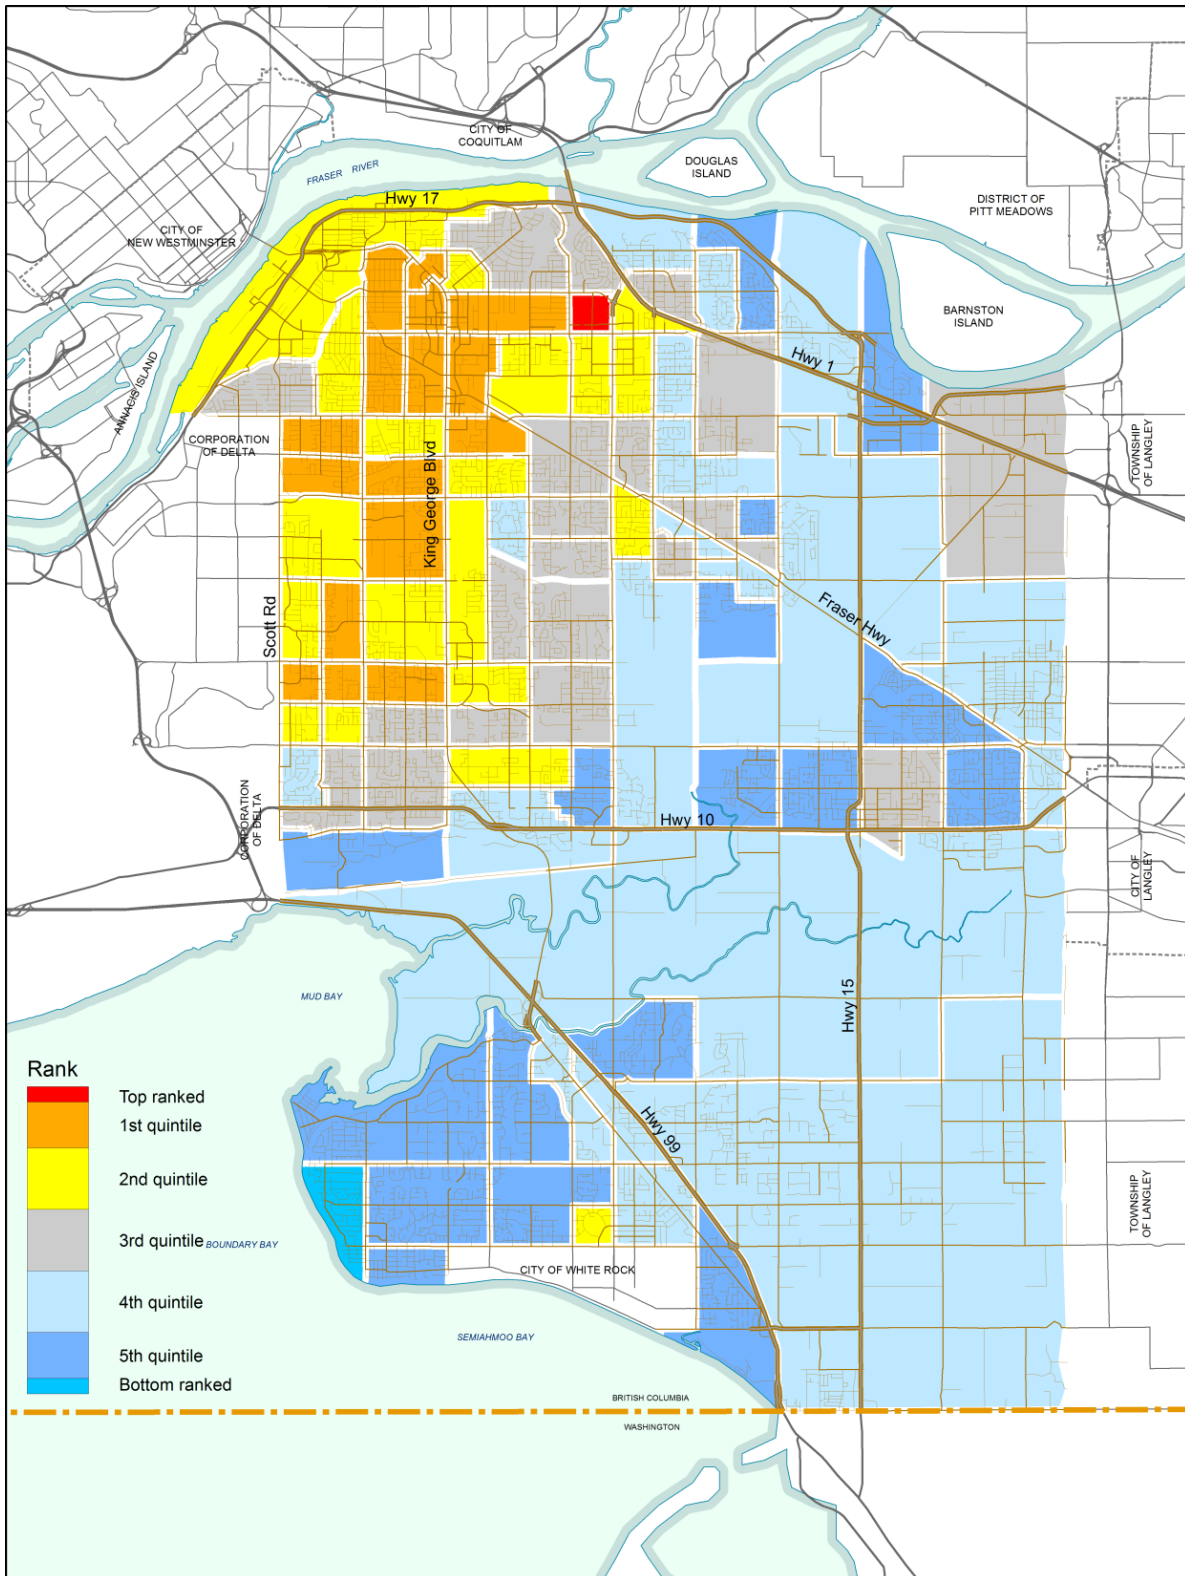 CITY OF
COQUITLAM
DOUGLAS
ISLAND
FRASER RIVER
Hwy 17
DISTRICT OF
PITT MEADOWS
CITY OF
NEW WESTMINSTER
BARNSTON
ISLAND
Hwy 1
ANNACIS ISLAND
CORPORATION
OF DELTA
King George Blvd
TOWNSHIP
OF LANGLEY
Scott Rd
Fraser Hwy
CORPORATION
OF DELTA
Hwy 10
CITY OF
LANGLEY
MUD BAY
Hwy 15
Rank
Top ranked
1st quintile
2nd quintile
3rd quintile
4th quintile
5th quintile
Bottom ranked
Hwy 99
TOWNSHIP
OF LANGLEY
BOUNDARY BAY
CITY OF WHITE ROCK
SEMIAHMOO BAY
BRITISH COLUMBIA
WASHINGTON